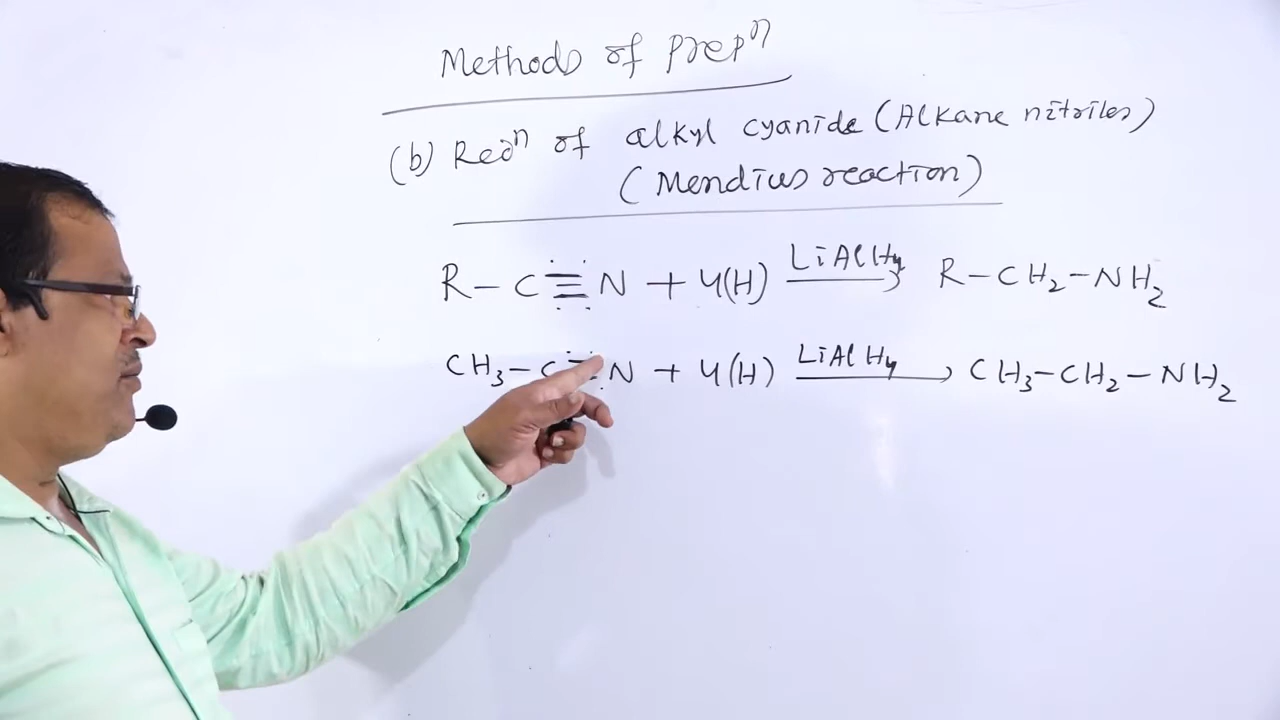 Methods of Prepⁿ
(b) Redⁿ of alkyl cyanide (Alkane nitriles)
(Mendius reaction)
R-C≡N + 4(H) LiAlH₄ → R-CH₂-NH₂
CH₃-C≡N + 4(H) LiAlH₄ → CH₃-CH₂-NH₂